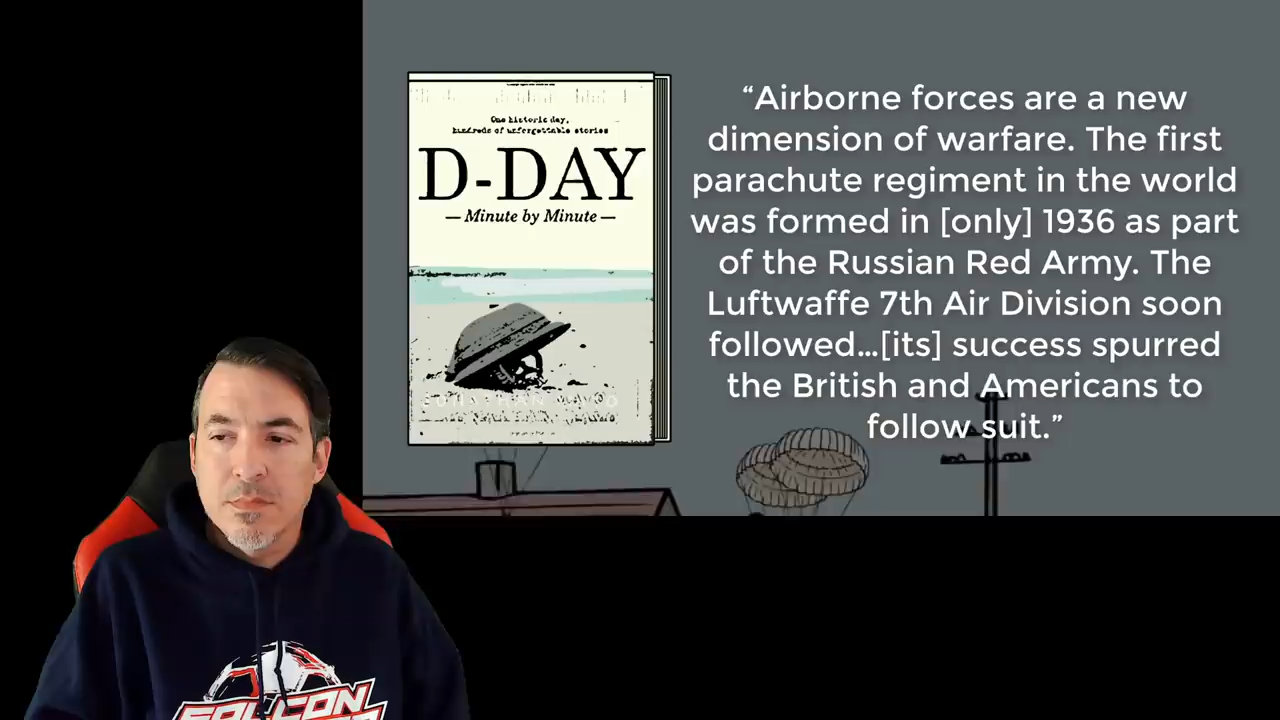 One historic day,
hundreds of unforgettable stories
D-DAY
— Minute by Minute —
“Airborne forces are a new
dimension of warfare. The first
parachute regiment in the world
was formed in [only] 1936 as part
of the Russian Red Army. The
Luftwaffe 7th Air Division soon
followed...[its] success spurred
the British and Americans to
follow suit.”
FALCON